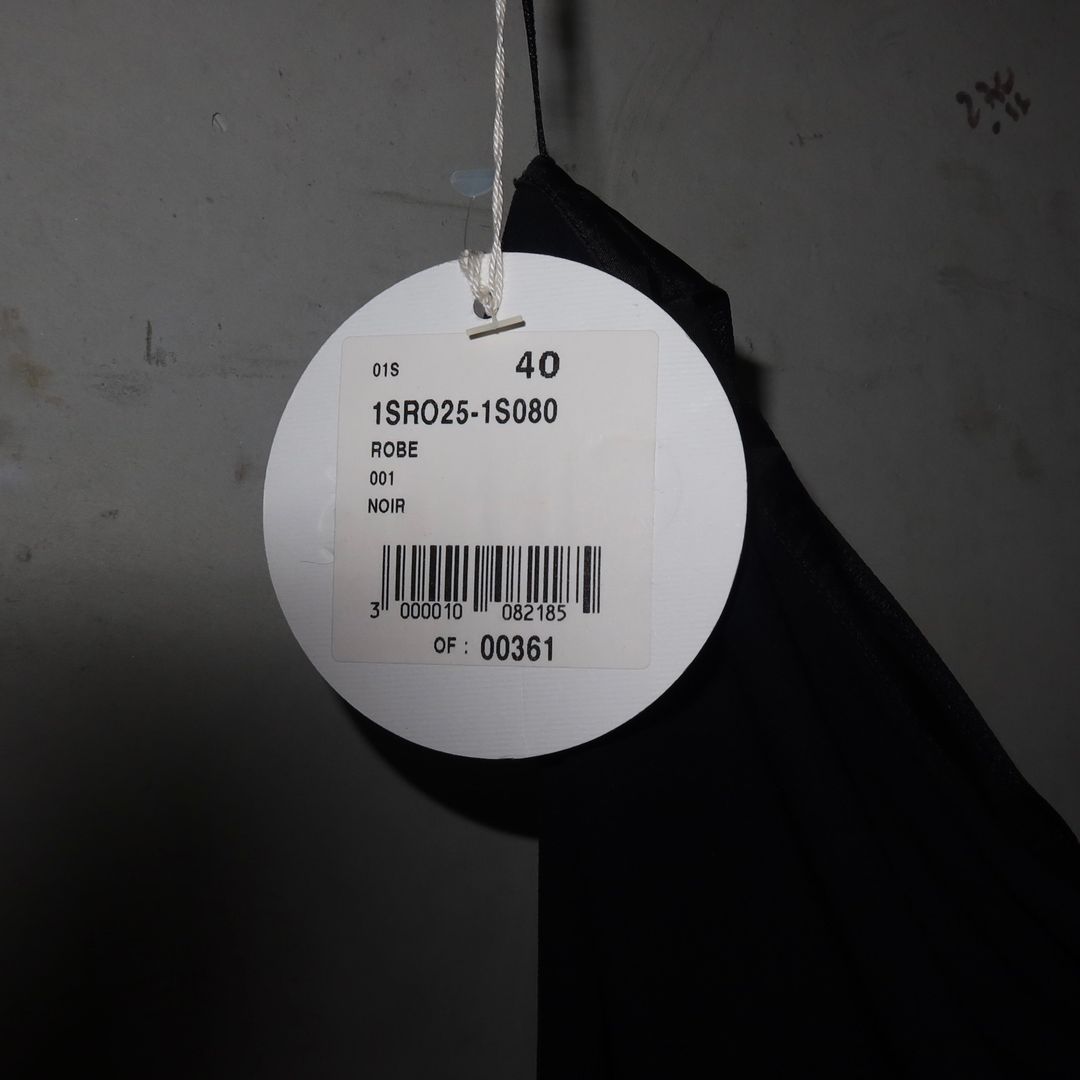 01S 40
1SRO25-1S080
ROBE
001
NOIR
3 000010 082185
OF : 00361